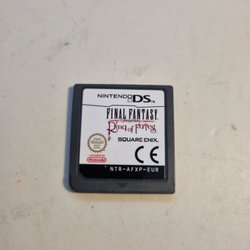 NINTENDO DS
FINAL FANTASY
Ring of Fates
SQUARE ENIX
CE
NTR-AFXP-EUR